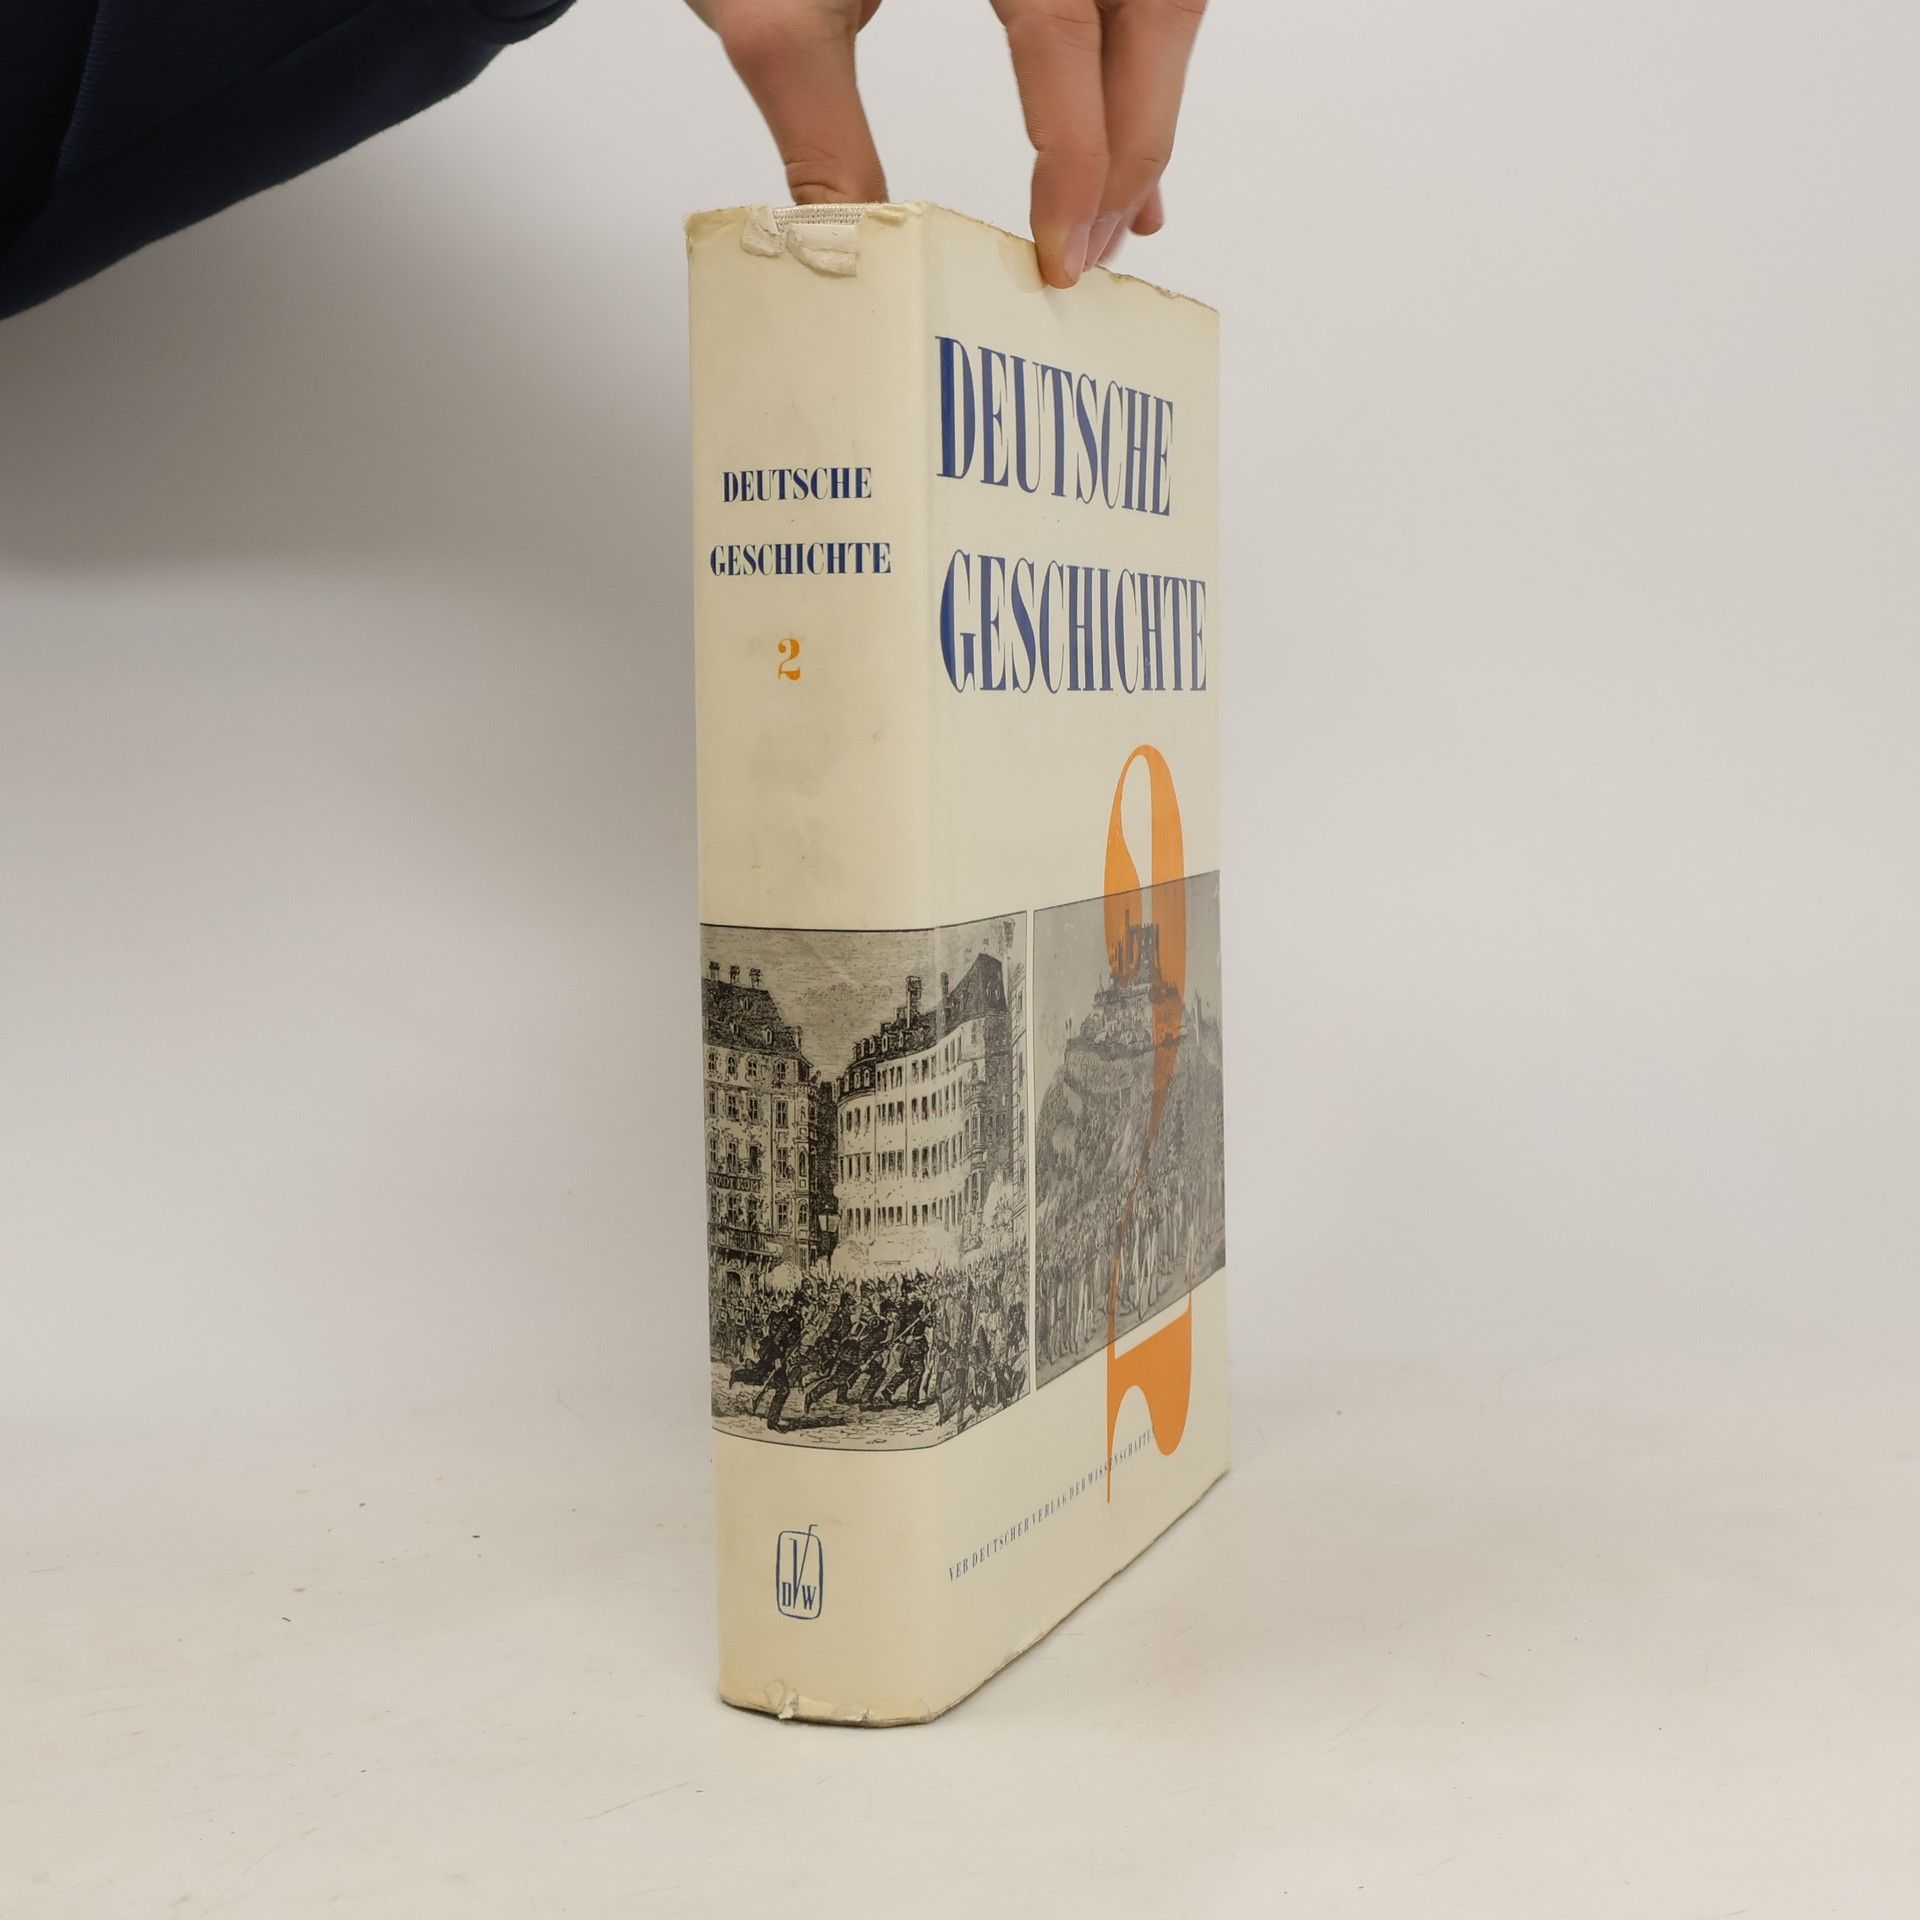 DEUTSCHE
GESCHICHTE
2
DVW
DEUTSCHE
GESCHICHTE
2
VEB DEUTSCHER VERLAG DER WISSENSCHAFTEN